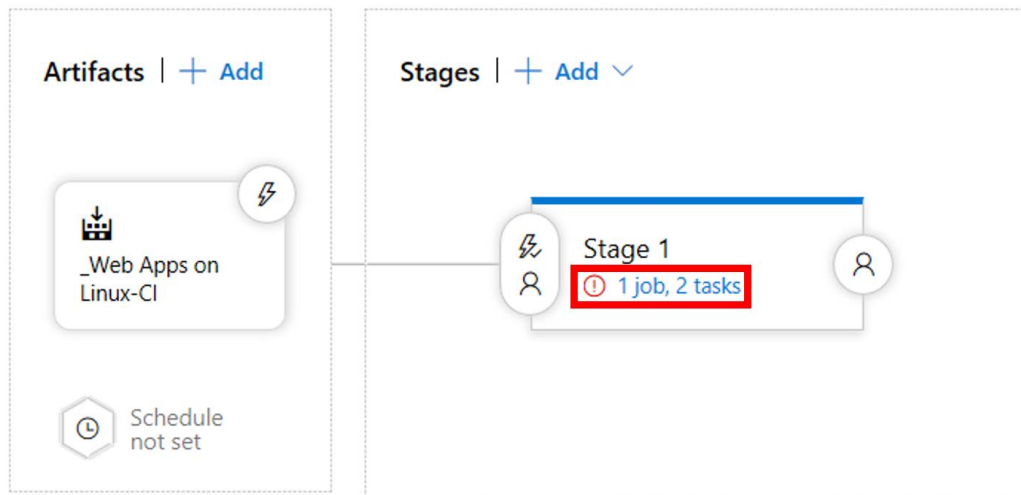 Artifacts | + Add
Stages | + Add
_Web Apps on
Linux-CI
Stage 1
1 job, 2 tasks
Schedule
not set